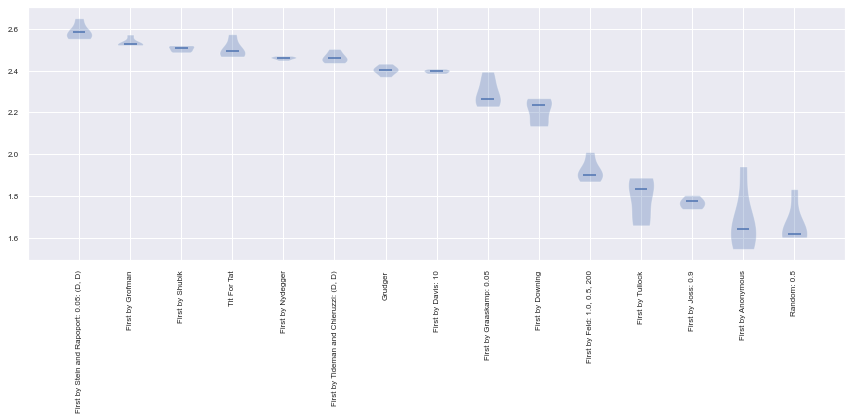 2.6
2.4
2.2
2.0
1.8
1.6
First by Stein and Rapoport: 0.05: (D, D)
First by Grofman
First by Shubik
Tit For Tat
First by Nydegger
First by Tideman and Chieruzzi: (D, D)
Grudger
First by Davis: 10
First by Graaskamp: 0.05
First by Downing
First by Feld: 1.0, 0.5, 200
First by Tullock
First by Joss: 0.9
First by Anonymous
Random: 0.5